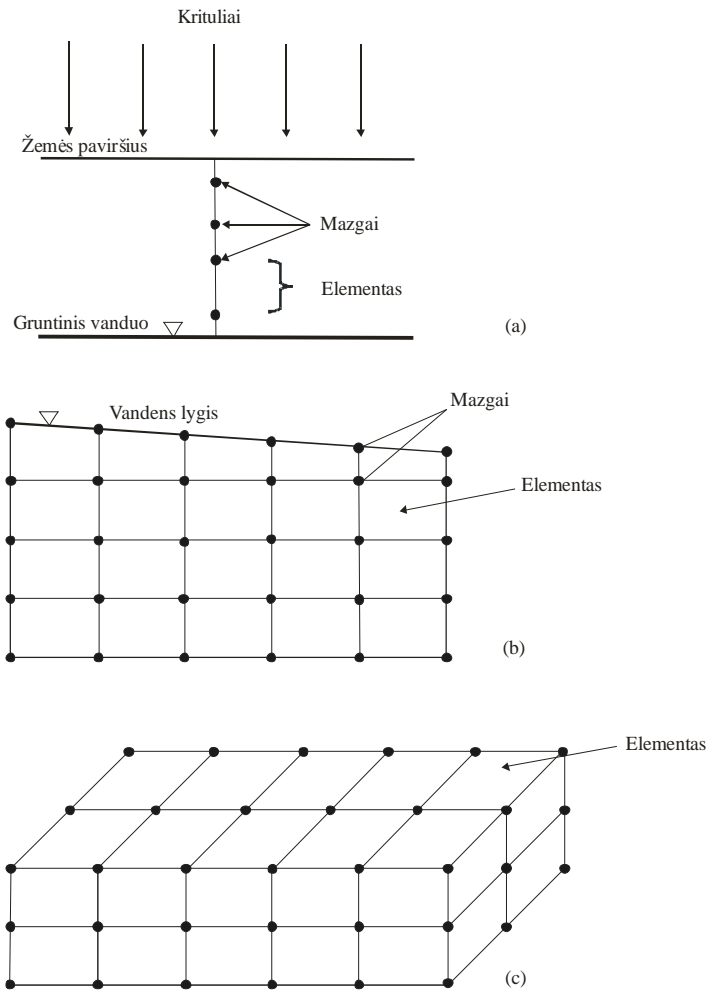 Krituliai
Žemės paviršius
Mazgai
Elementas
Gruntinis vanduo
(a)
Vandens lygis
Mazgai
Elementas
(b)
Elementas
(c)